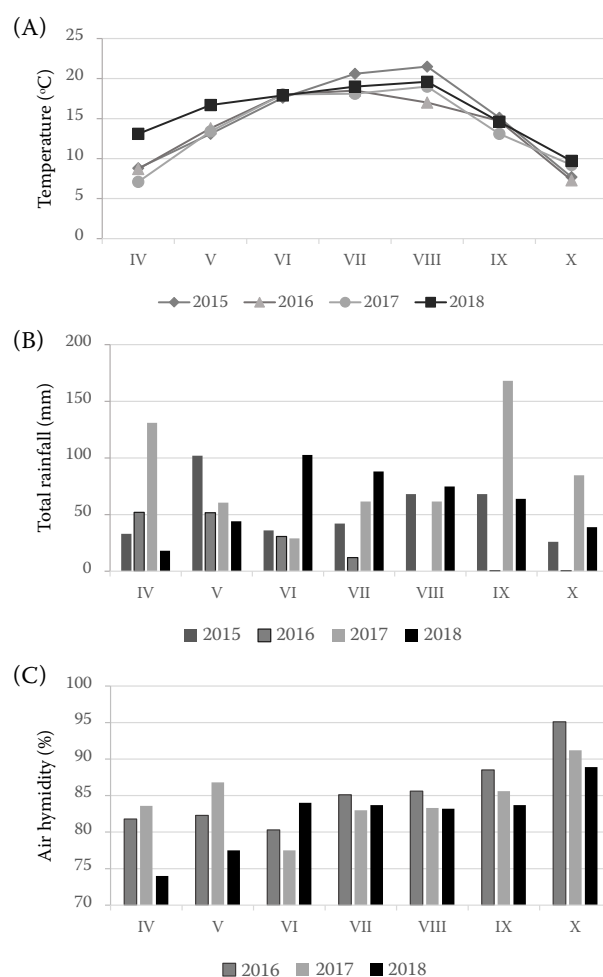 (A)
25
20
15
10
5
0
Temperature (°C)
IV V VI VII VIII IX X
2015 2016 2017 2018
(B)
200
150
100
50
0
Total rainfall (mm)
IV V VI VII VIII IX X
2015 2016 2017 2018
(C)
100
95
90
85
80
75
70
Air hymidity (%)
IV V VI VII VIII IX X
2016 2017 2018